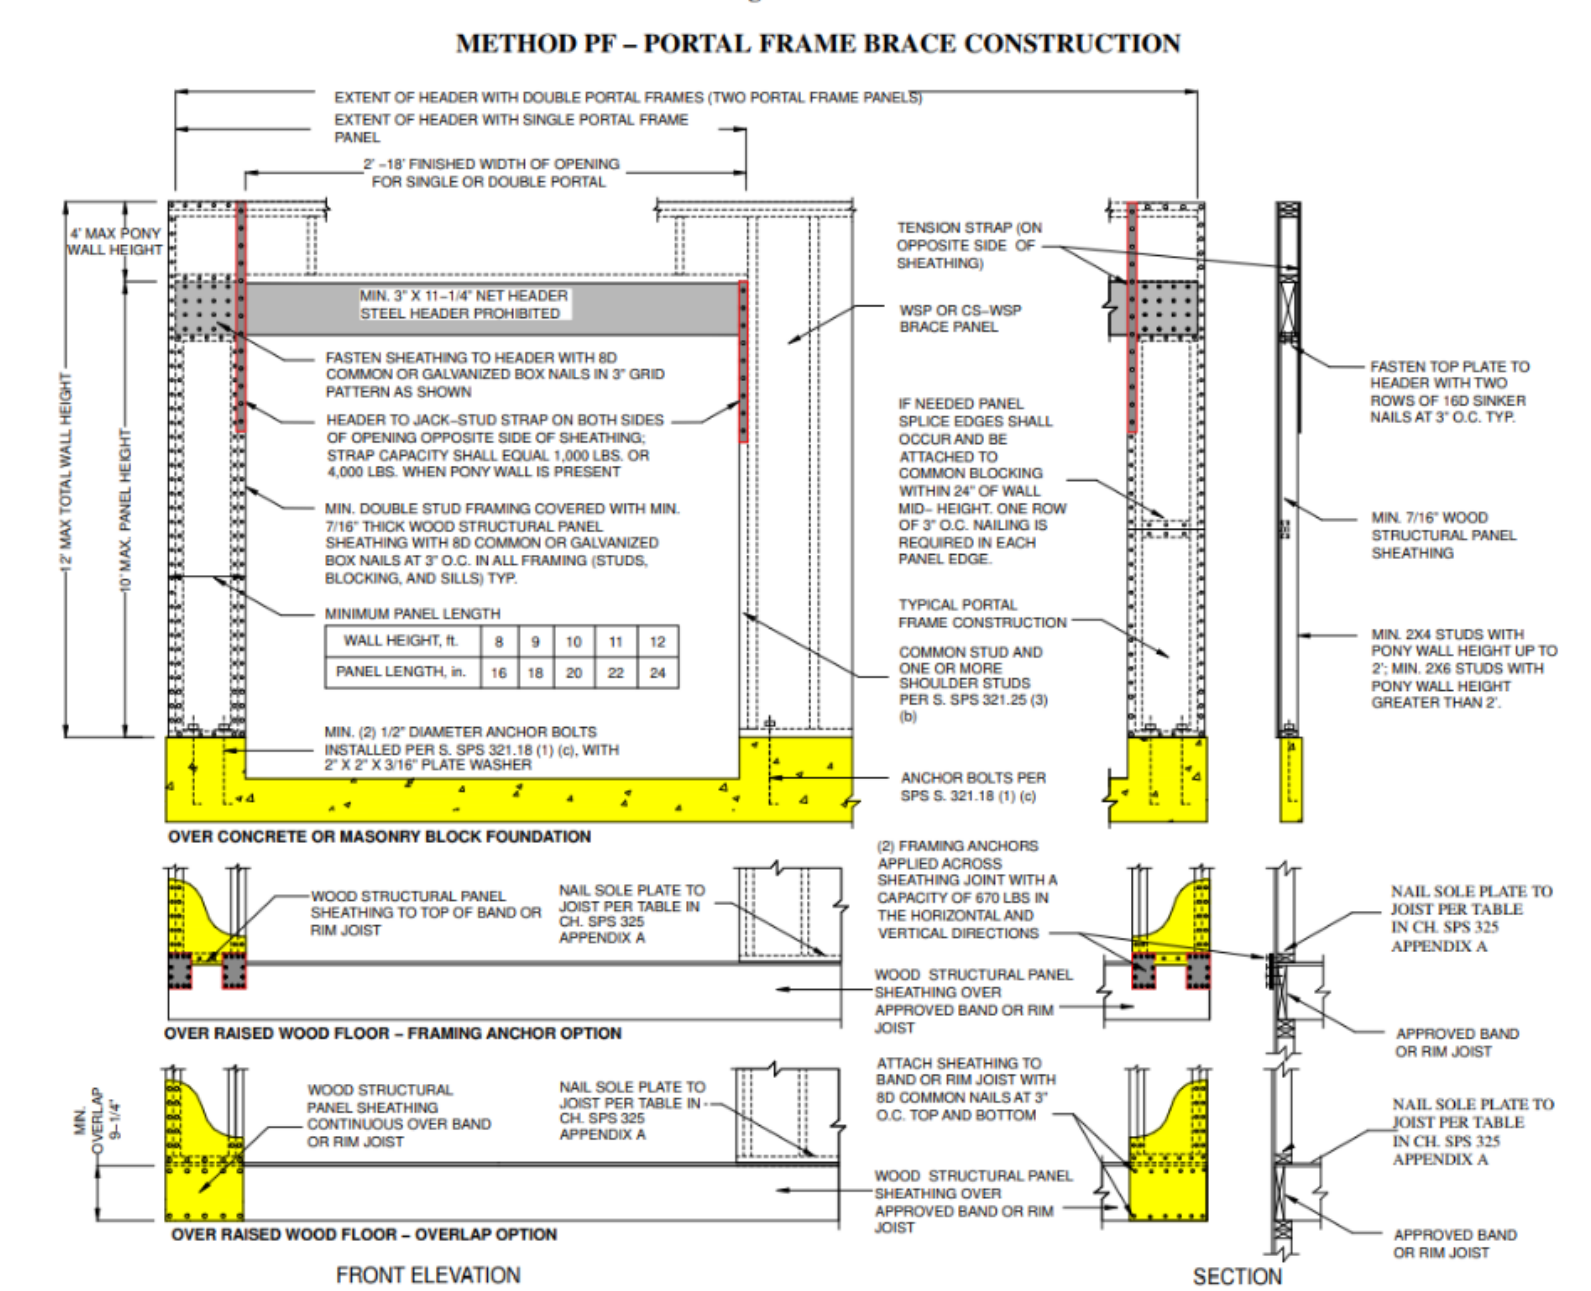 METHOD PF – PORTAL FRAME BRACE CONSTRUCTION
EXTENT OF HEADER WITH DOUBLE PORTAL FRAMES (TWO PORTAL FRAME PANELS)
EXTENT OF HEADER WITH SINGLE PORTAL FRAME
PANEL
2' –18' FINISHED WIDTH OF OPENING
FOR SINGLE OR DOUBLE PORTAL
4' MAX PONY
WALL HEIGHT
12' MAX TOTAL WALL HEIGHT
10' MAX. PANEL HEIGHT
MIN. 3" X 11–1/4" NET HEADER
STEEL HEADER PROHIBITED
FASTEN SHEATHING TO HEADER WITH 8D
COMMON OR GALVANIZED BOX NAILS IN 3" GRID
PATTERN AS SHOWN
HEADER TO JACK–STUD STRAP ON BOTH SIDES
OF OPENING OPPOSITE SIDE OF SHEATHING;
STRAP CAPACITY SHALL EQUAL 1,000 LBS. OR
4,000 LBS. WHEN PONY WALL IS PRESENT
MIN. DOUBLE STUD FRAMING COVERED WITH MIN.
7/16" THICK WOOD STRUCTURAL PANEL
SHEATHING WITH 8D COMMON OR GALVANIZED
BOX NAILS AT 3" O.C. IN ALL FRAMING (STUDS,
BLOCKING, AND SILLS) TYP.
MINIMUM PANEL LENGTH
WALL HEIGHT, ft. 8 9 10 11 12
PANEL LENGTH, in. 16 18 20 22 24
MIN. (2) 1/2" DIAMETER ANCHOR BOLTS
INSTALLED PER S. SPS 321.18 (1) (c), WITH
2" X 2" X 3/16" PLATE WASHER
TENSION STRAP (ON
OPPOSITE SIDE OF
SHEATHING)
WSP OR CS–WSP
BRACE PANEL
IF NEEDED PANEL
SPLICE EDGES SHALL
OCCUR AND BE
ATTACHED TO
COMMON BLOCKING
WITHIN 24" OF WALL
MID– HEIGHT. ONE ROW
OF 3" O.C. NAILING IS
REQUIRED IN EACH
PANEL EDGE.
TYPICAL PORTAL
FRAME CONSTRUCTION
COMMON STUD AND
ONE OR MORE
SHOULDER STUDS
PER S. SPS 321.25 (3)
(b)
ANCHOR BOLTS PER
SPS S. 321.18 (1) (c)
FASTEN TOP PLATE TO
HEADER WITH TWO
ROWS OF 16D SINKER
NAILS AT 3" O.C. TYP.
MIN. 7/16" WOOD
STRUCTURAL PANEL
SHEATHING
MIN. 2X4 STUDS WITH
PONY WALL HEIGHT UP TO
2'; MIN. 2X6 STUDS WITH
PONY WALL HEIGHT
GREATER THAN 2'.
OVER CONCRETE OR MASONRY BLOCK FOUNDATION
WOOD STRUCTURAL PANEL
SHEATHING TO TOP OF BAND OR
RIM JOIST
NAIL SOLE PLATE TO
JOIST PER TABLE IN
CH. SPS 325
APPENDIX A
(2) FRAMING ANCHORS
APPLIED ACROSS
SHEATHING JOINT WITH A
CAPACITY OF 670 LBS IN
THE HORIZONTAL AND
VERTICAL DIRECTIONS
WOOD STRUCTURAL PANEL
SHEATHING OVER
APPROVED BAND OR RIM
JOIST
NAIL SOLE PLATE TO
JOIST PER TABLE
IN CH. SPS 325
APPENDIX A
APPROVED BAND
OR RIM JOIST
OVER RAISED WOOD FLOOR – FRAMING ANCHOR OPTION
MIN.
OVERLAP
9–1/4"
WOOD STRUCTURAL
PANEL SHEATHING
CONTINUOUS OVER BAND
OR RIM JOIST
NAIL SOLE PLATE TO
JOIST PER TABLE IN
CH. SPS 325
APPENDIX A
ATTACH SHEATHING TO
BAND OR RIM JOIST WITH
8D COMMON NAILS AT 3"
O.C. TOP AND BOTTOM
WOOD STRUCTURAL PANEL
SHEATHING OVER
APPROVED BAND OR RIM
JOIST
NAIL SOLE PLATE TO
JOIST PER TABLE
IN CH. SPS 325
APPENDIX A
APPROVED BAND
OR RIM JOIST
OVER RAISED WOOD FLOOR – OVERLAP OPTION
FRONT ELEVATION
SECTION